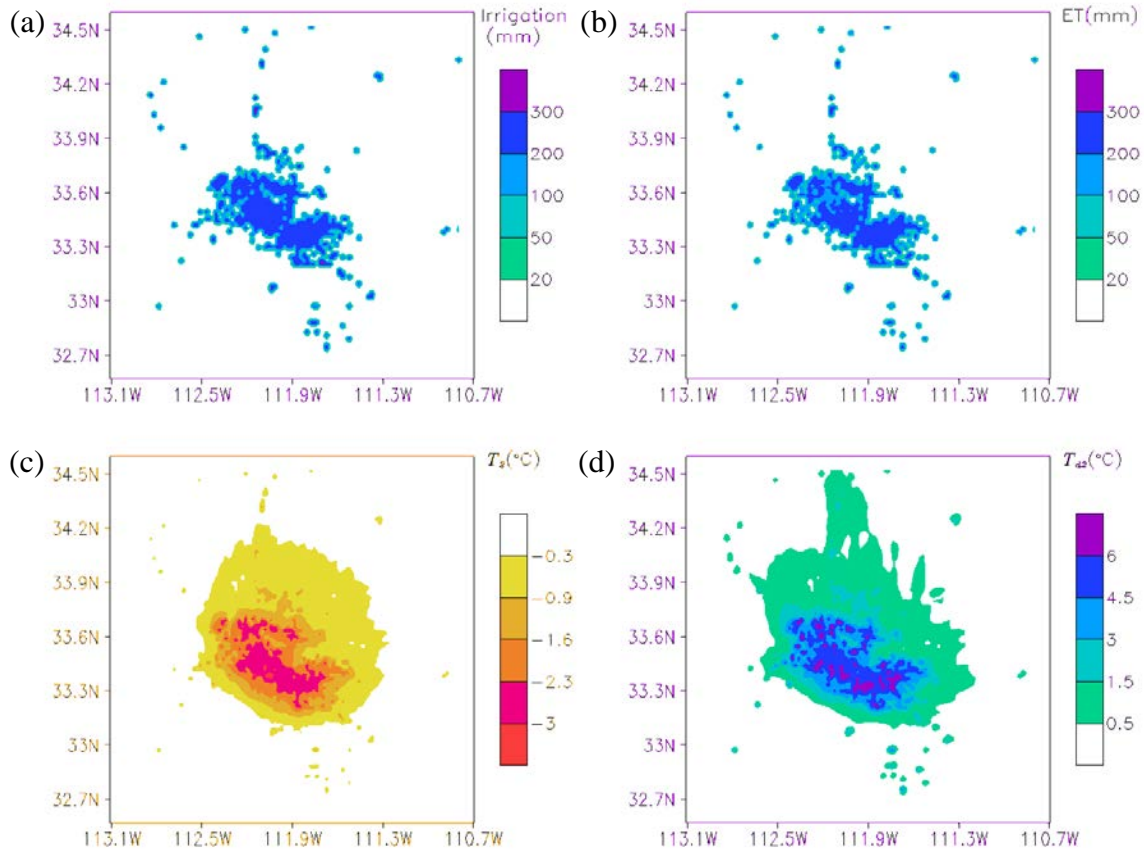 (a)
Irrigation
(mm)
34.5N
34.2N
33.9N
33.6N
33.3N
33N
32.7N
113.1W 112.5W 111.9W 111.3W 110.7W
300
200
100
50
20
(b)
ET(mm)
34.5N
34.2N
33.9N
33.6N
33.3N
33N
32.7N
113.1W 112.5W 111.9W 111.3W 110.7W
300
200
100
50
20
(c)
Ts(°C)
34.5N
34.2N
33.9N
33.6N
33.3N
33N
32.7N
113.1W 112.5W 111.9W 111.3W 110.7W
-0.3
-0.9
-1.6
-2.3
-3
(d)
(°C)
34.5N
34.2N
33.9N
33.6N
33.3N
33N
32.7N
113.1W 112.5W 111.9W 111.3W 110.7W
6
4.5
3
1.5
0.5